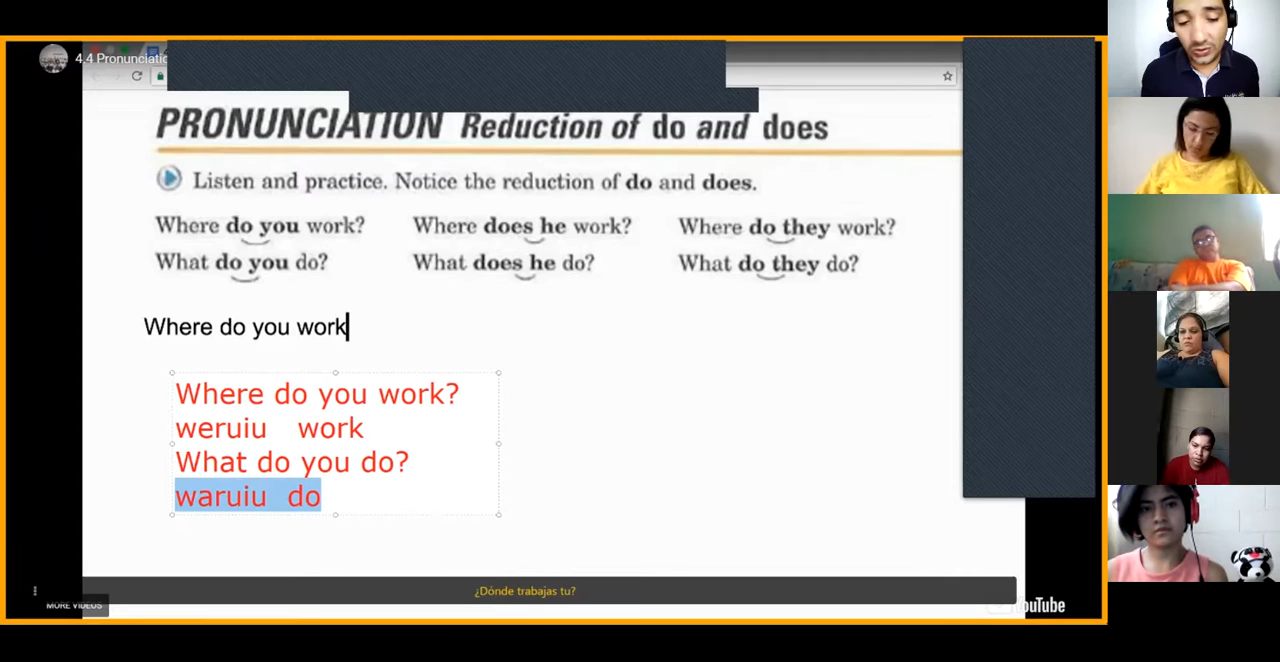 4.4 Pronunciatio
PRONUNCIATION Reduction of do and does
Listen and practice. Notice the reduction of do and does.
Where do you work? Where does he work? Where do they work?
What do you do? What does he do? What do they do?
Where do you work
Where do you work?
weruiu work
What do you do?
waruiu do
¿Dónde trabajas tu?
MORE VIDEOS
YouTube